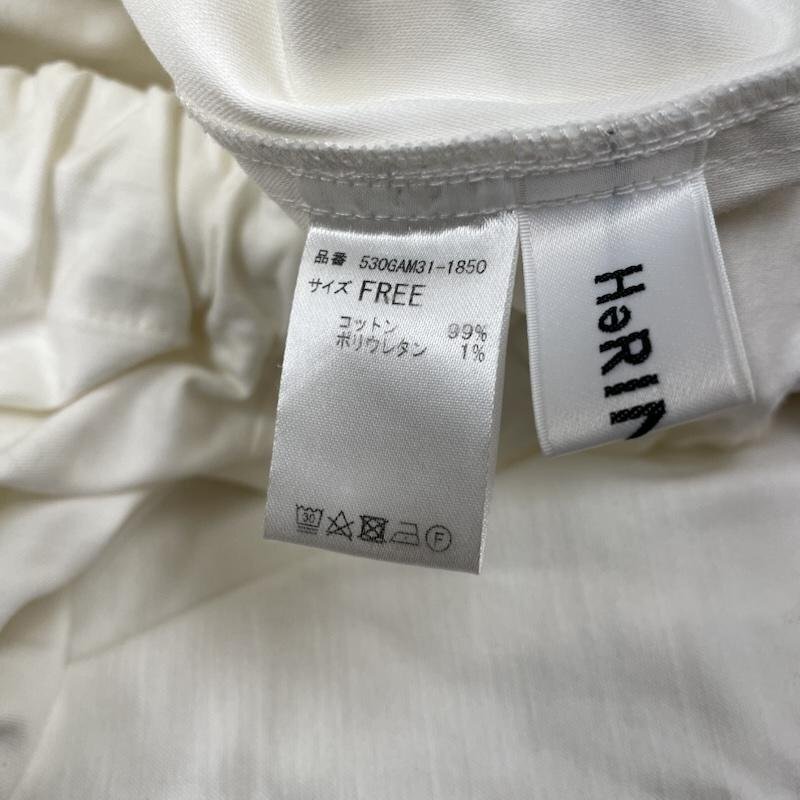 品番 530GAM31-1850
サイズ FREE
コットン 99%
ポリウレタン 1%
30
F
HeRIN